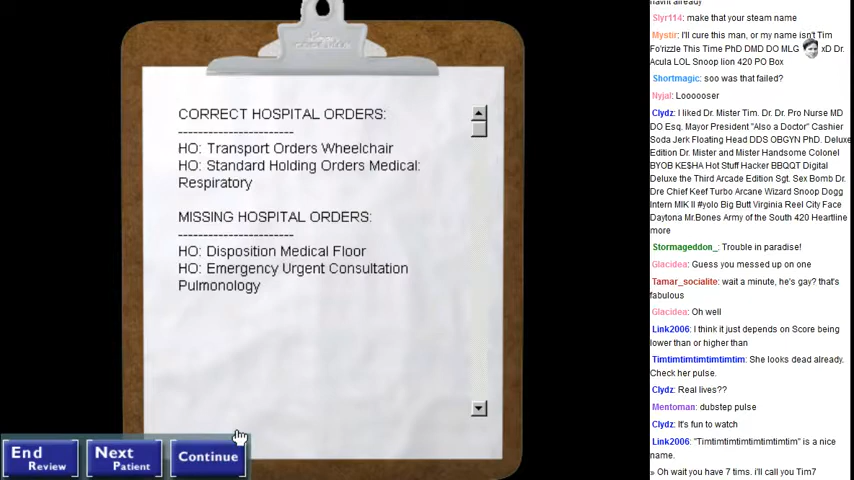 CORRECT HOSPITAL ORDERS:
-----------------------
HO: Transport Orders Wheelchair
HO: Standard Holding Orders Medical:
Respiratory
MISSING HOSPITAL ORDERS:
-----------------------
HO: Disposition Medical Floor
HO: Emergency Urgent Consultation
Pulmonology
End
Review
Next
Patient
Continue
Slyr114: make that your steam name
Mystir: I'll cure this man, or my name isn't Tim
Fo'rizzle This Time PhD DMD DO MLG xD Dr.
Acula LOL Snoop lion 420 PO Box
Shortmagic: soo was that failed?
Nyjal:Loooooser
Clydz: I liked Dr. Mister Tim. Dr. Dr. Pro Nurse MD
DO Esq. Mayor President "Also a Doctor" Cashier
Soda Jerk Floating Head DDS OBGYN PhD. Deluxe
Edition Dr. Mister and Mister Handsome Colonel
BYOB KE$HA Hot Stuff Hacker BBQQT Digital
Deluxe the Third Arcade Edition Sgt. Sex Bomb Dr.
Dre Chief Keef Turbo Arcane Wizard Snoop Dogg
Intern MIK II #yolo Big Butt Virginia Reel City Face
Daytona Mr.Bones Army of the South 420 Heartline
more
Stormageddon_: Trouble in paradise!
Glacidea: Guess you messed up on one
Tamar_socialite: wait a minute, he's gay? that's
fabulous
Glacidea: Oh well
Link2006: I think it just depends on Score being
lower than or higher than
Timtimtimtimtimtimtim: She looks dead already.
Check her pulse.
Clydz: Real lives??
Mentoman: dubstep pulse
Clydz: It's fun to watch
Link2006: "Timtimtimtimtimtimtim" is a nice
name.
» Oh wait you have 7 tims. i'll call you Tim7